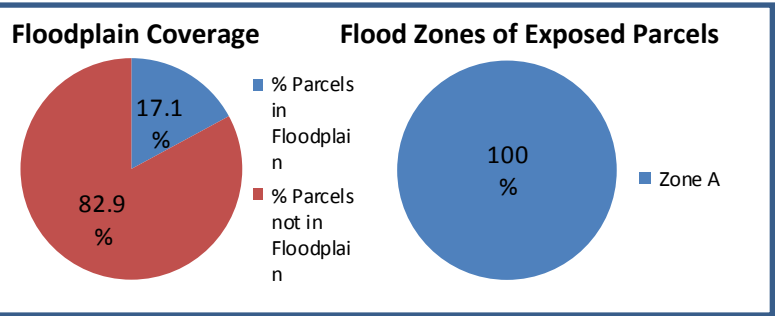 Floodplain Coverage
17.1
%
82.9
%
% Parcels
in
Floodplai
n
% Parcels
not in
Floodplai
n
Flood Zones of Exposed Parcels
100
%
Zone A